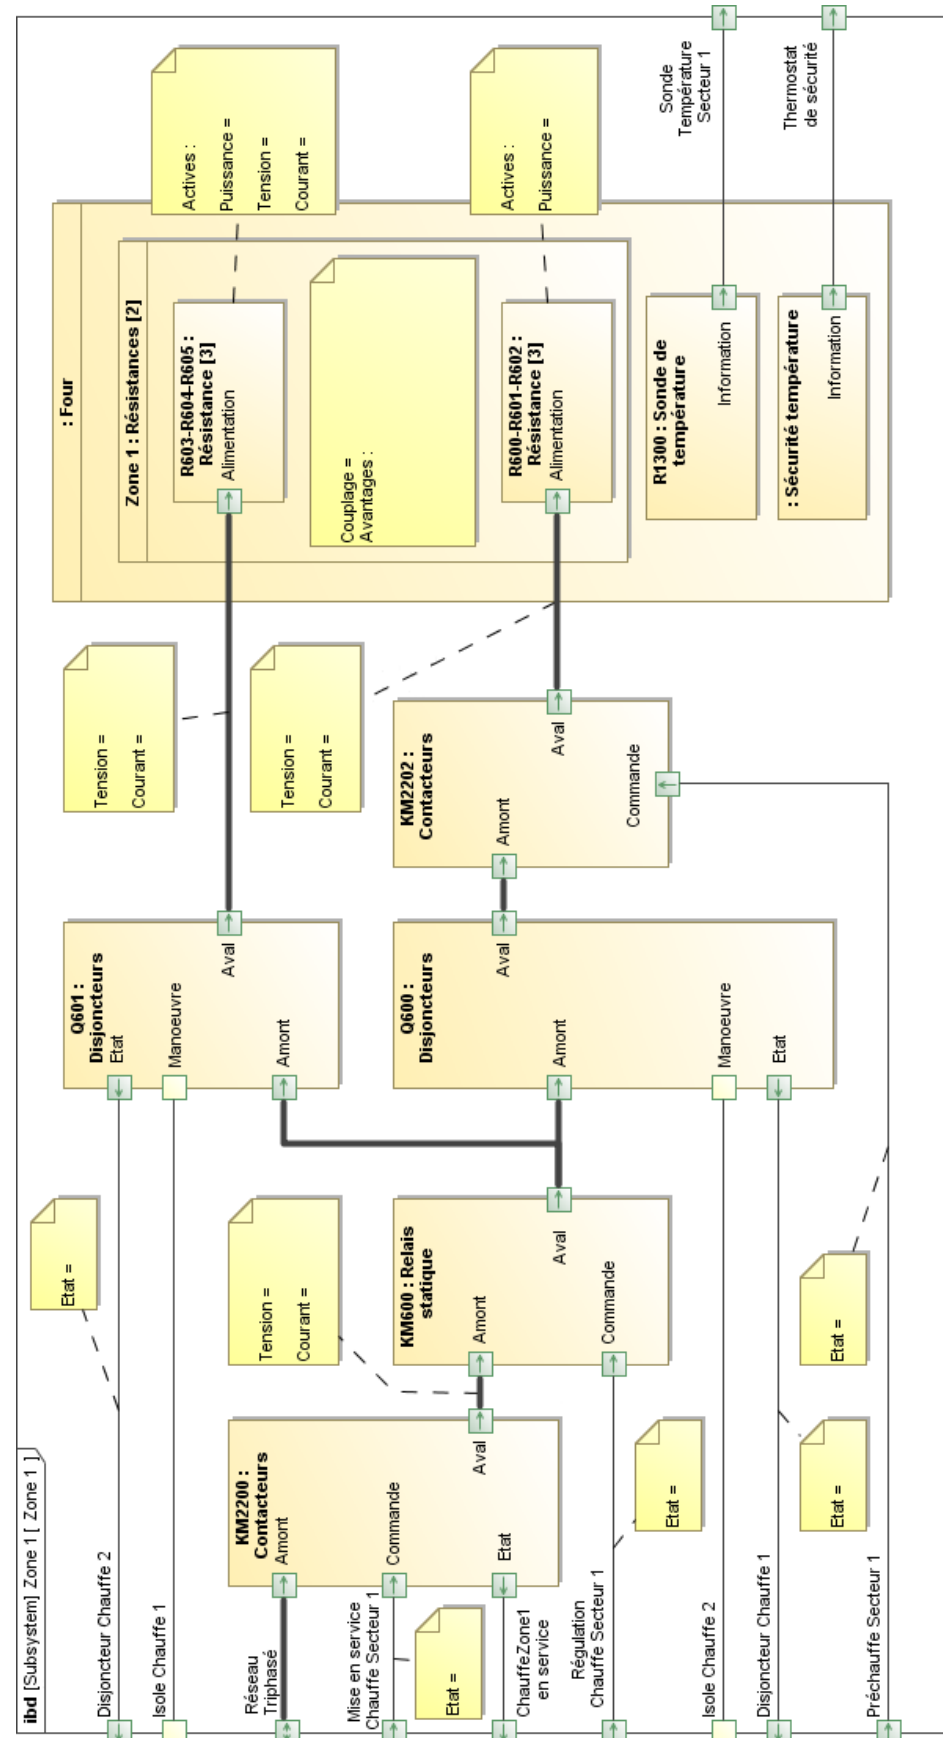 ibd [Subsystem] Zone 1 [ Zone 1 ]
Disjoncteur Chauffe 2
Isole Chauffe 1
Réseau
Triphasé
Mise en service
Chauffe Secteur 1
ChauffeZone1
en service
Régulation
Chauffe Secteur 1
Isole Chauffe 2
Disjoncteur Chauffe 1
Préchauffe Secteur 1
Etat =
Etat =
Etat =
Etat =
Etat =
KM2200 :
Contacteurs
Amont
Commande
Etat
Aval
Tension =
Courant =
KM600 : Relais
statique
Amont
Commande
Aval
Q601 :
Disjoncteurs
Etat
Manoeuvre
Amont
Aval
Q600 :
Disjoncteurs
Amont
Manoeuvre
Etat
Aval
Tension =
Courant =
Tension =
Courant =
KM2202 :
Contacteurs
Amont
Commande
Aval
: Four
Zone 1 : Résistances [2]
R603-R604-R605 :
Résistance [3]
Alimentation
Couplage =
Avantages :
R600-R601-R602 :
Résistance [3]
Alimentation
R1300 : Sonde de
température
Information
: Sécurité température
Information
Actives :
Puissance =
Tension =
Courant =
Actives :
Puissance =
Sonde
Température
Secteur 1
Thermostat
de sécurité